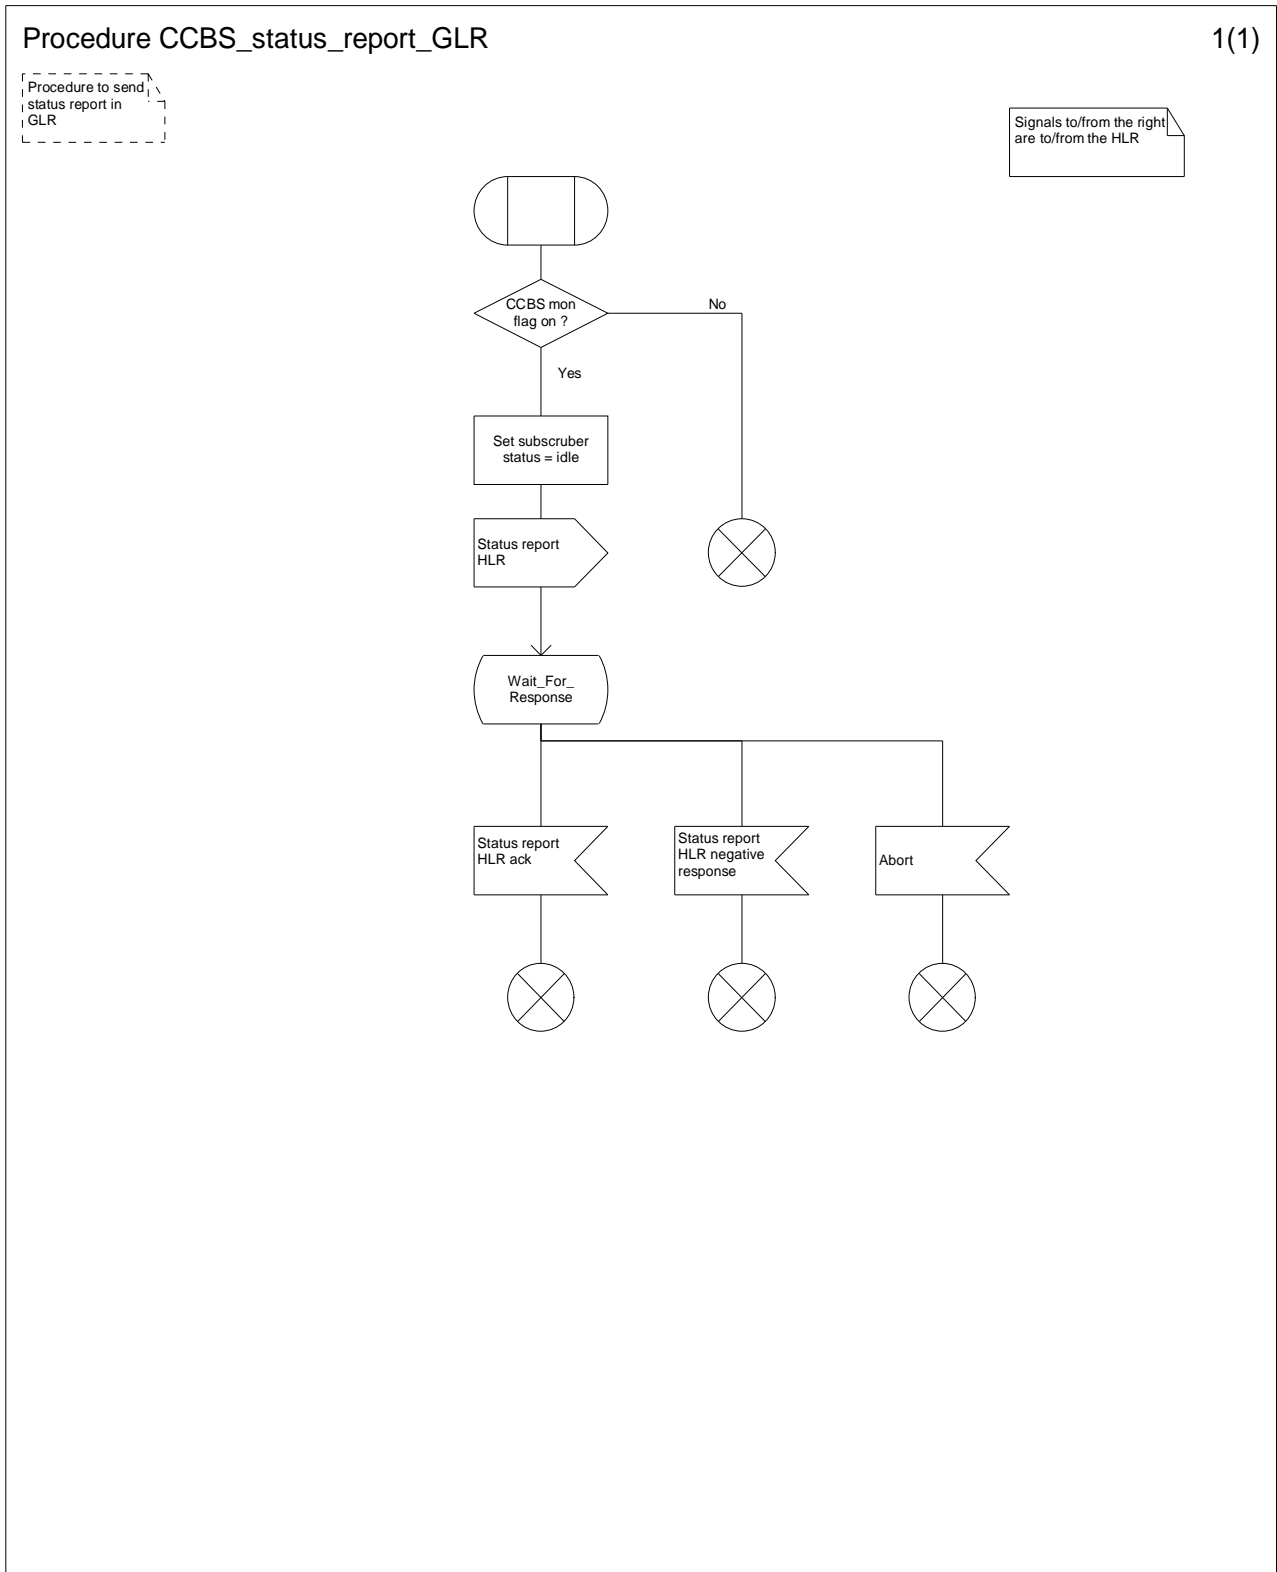 Procedure CCBS_status_report_GLR
1(1)
Procedure to send
status report in
GLR
Signals to/from the right
are to/from the HLR
CCBS mon
flag on ?
No
Yes
Set subscruber
status = idle
Status report
HLR
Wait_For_
Response
Status report
HLR ack
Status report
HLR negative
response
Abort